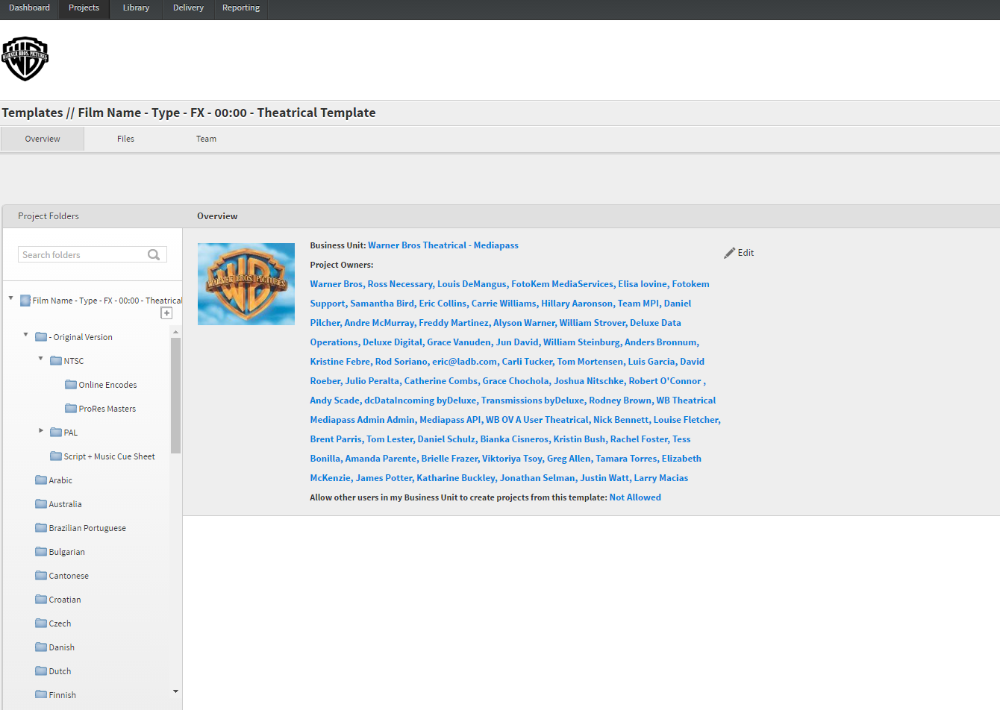 Dashboard Projects Library Delivery Reporting
WARNER BROS. PICTURES
Templates // Film Name - Type - FX - 00:00 - Theatrical Template
Overview Files Team
Project Folders
Overview
Search folders
Film Name - Type - FX - 00:00 - Theatrical
- Original Version
NTSC
Online Encodes
ProRes Masters
PAL
Script + Music Cue Sheet
Arabic
Australia
Brazilian Portuguese
Bulgarian
Cantonese
Croatian
Czech
Danish
Dutch
Finnish
WARNER BROS PICTURES
Business Unit: Warner Bros Theatrical - Mediapass
Edit
Project Owners:
Warner Bros, Ross Necessary, Louis DeMangus, FotoKem MediaServices, Elisa Iovine, Fotokem
Support, Samantha Bird, Eric Collins, Carrie Williams, Hillary Aaronson, Team MPI, Daniel
Pilcher, Andre McMurray, Freddy Martinez, Alyson Warner, William Strover, Deluxe Data
Operations, Deluxe Digital, Grace Vanuden, Jun David, William Steinburg, Anders Bronnum,
Kristine Febre, Rod Soriano, eric@ladb.com, Carli Tucker, Tom Mortensen, Luis Garcia, David
Roeber, Julio Peralta, Catherine Combs, Grace Chochola, Joshua Nitschke, Robert O'Connor ,
Andy Scade, dcDataIncoming byDeluxe, Transmissions byDeluxe, Rodney Brown, WB Theatrical
Mediapass Admin Admin, Mediapass API, WB OV A User Theatrical, Nick Bennett, Louise Fletcher,
Brent Parris, Tom Lester, Daniel Schulz, Bianka Cisneros, Kristin Bush, Rachel Foster, Tess
Bonilla, Amanda Parente, Brielle Frazer, Viktoriya Tsoy, Greg Allen, Tamara Torres, Elizabeth
McKenzie, James Potter, Katharine Buckley, Jonathan Selman, Justin Watt, Larry Macias
Allow other users in my Business Unit to create projects from this template: Not Allowed